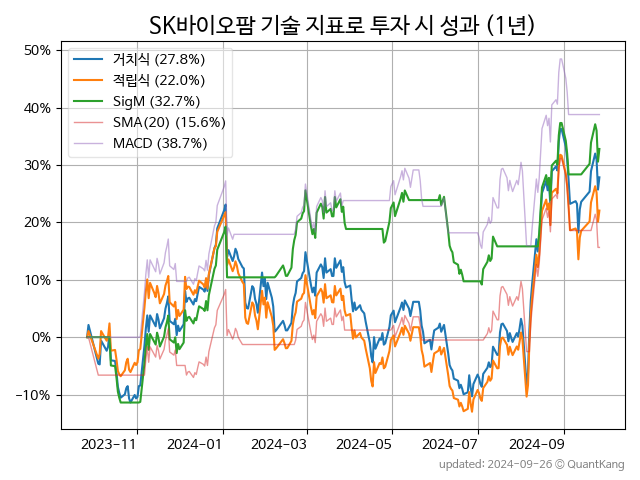 SK바이오팜 기술 지표로 투자 시 성과 (1년)
50%
40%
30%
20%
10%
0%
−10%
거치식 (27.8%)
적립식 (22.0%)
SigM (32.7%)
SMA(20) (15.6%)
MACD (38.7%)
2023-11
2024-01
2024-03
2024-05
2024-07
2024-09
updated: 2024-09-26 © QuantKang